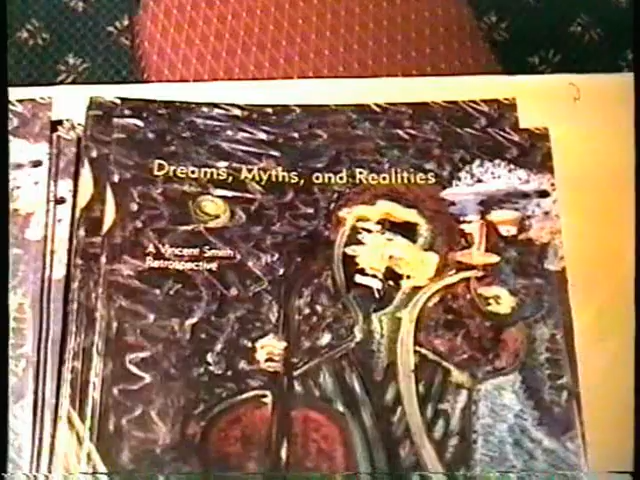 Dreams, Myths, and Realities
A Vincent Smith
Retrospective